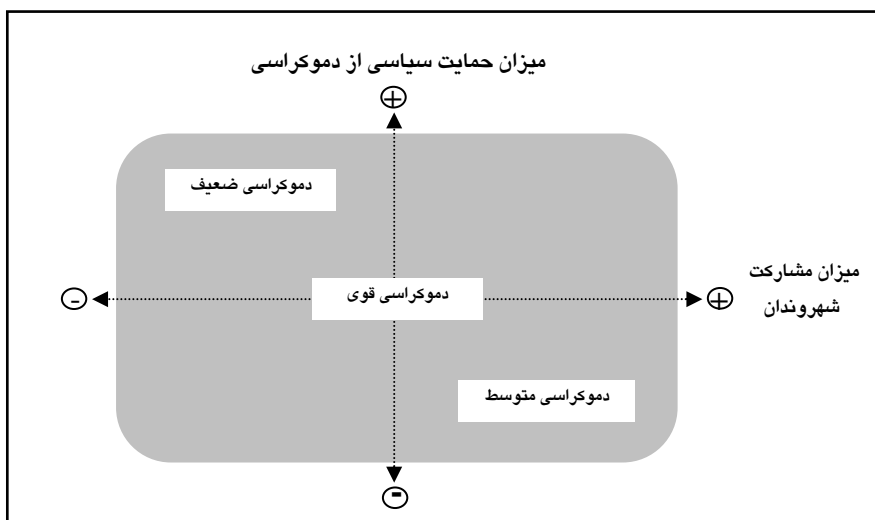 میزان حمایت سیاسی از دموکراسی
+
دموکراسی ضعیف
میزان مشارکت
شهروندان
+
دموکراسی قوی
-
دموکراسی متوسط
-